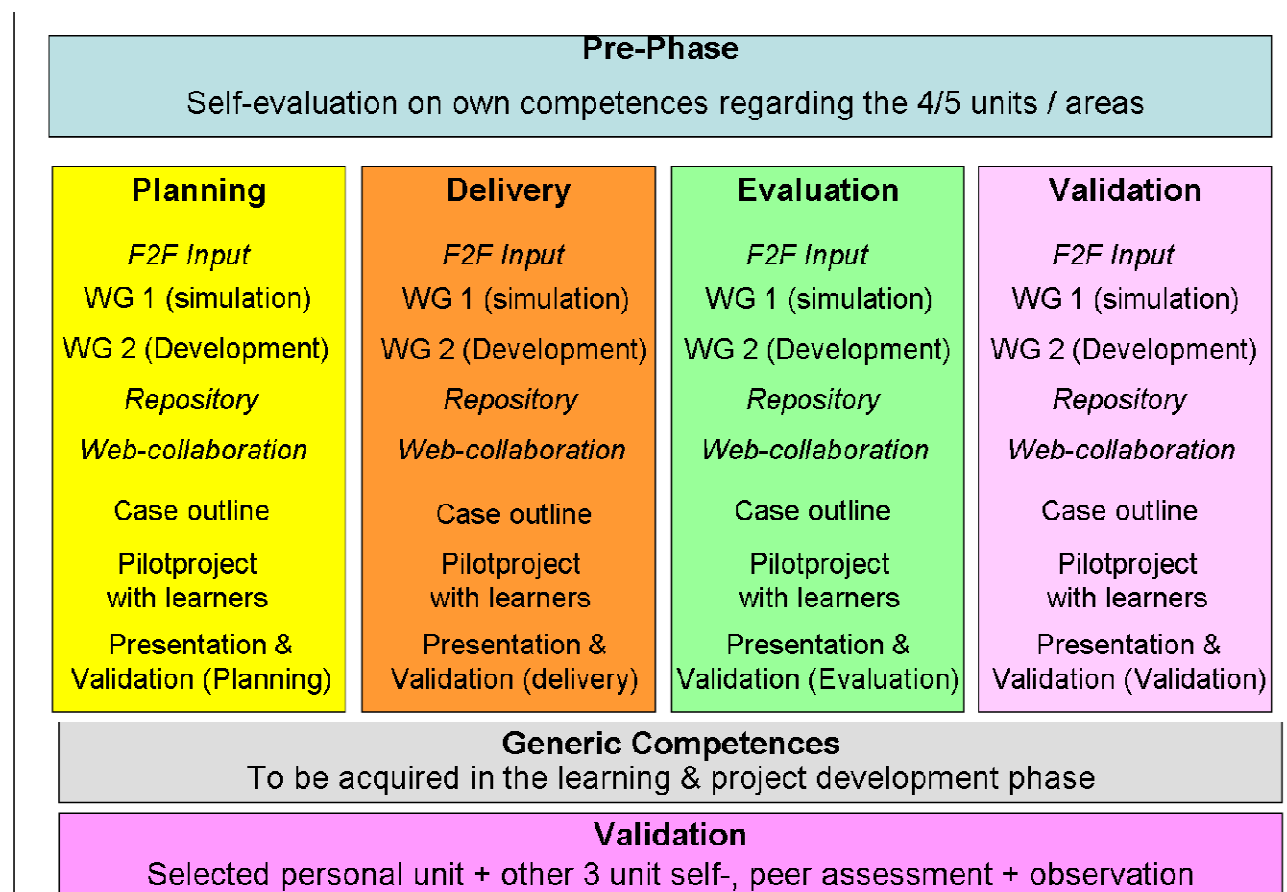 Pre-Phase
Self-evaluation on own competences regarding the 4/5 units / areas
Planning
F2F Input
WG 1 (simulation)
WG 2 (Development)
Repository
Web-collaboration
Case outline
Pilotproject
with learners
Presentation &
Validation (Planning)
Delivery
F2F Input
WG 1 (simulation)
WG 2 (Development)
Repository
Web-collaboration
Case outline
Pilotproject
with learners
Presentation &
Validation (delivery)
Evaluation
F2F Input
WG 1 (simulation)
WG 2 (Development)
Repository
Web-collaboration
Case outline
Pilotproject
with learners
Presentation &
Validation (Evaluation)
Validation
F2F Input
WG 1 (simulation)
WG 2 (Development)
Repository
Web-collaboration
Case outline
Pilotproject
with learners
Presentation &
Validation (Validation)
Generic Competences
To be acquired in the learning & project development phase
Validation
Selected personal unit + other 3 unit self-, peer assessment + observation